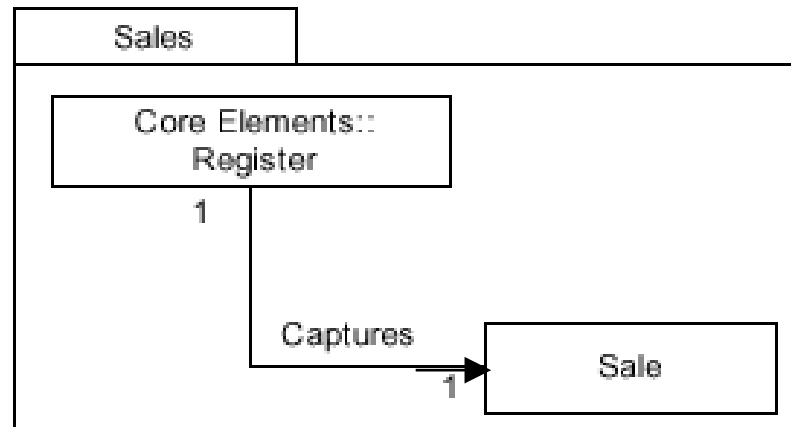 Sales
Core Elements::
Register
1
Captures
1
Sale